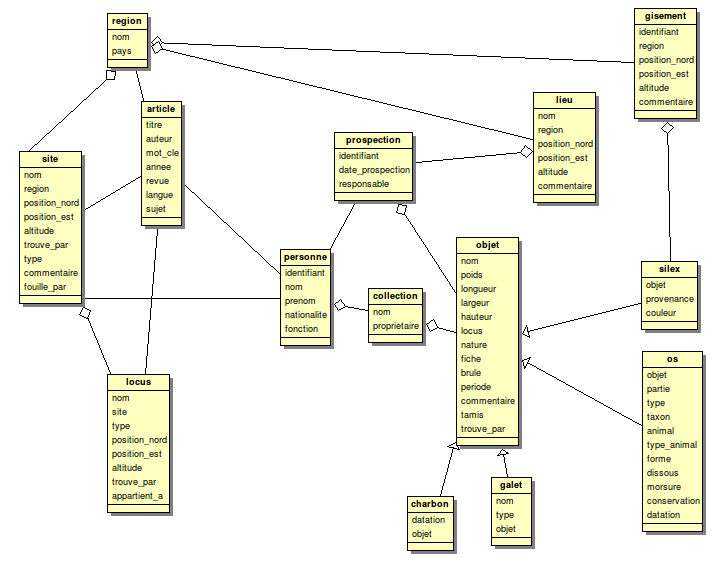 region
nom
pays
gisement
identifiant
region
position_nord
position_est
altitude
commentaire
article
titre
auteur
mot_cle
annee
revue
langue
sujet
lieu
nom
region
position_nord
position_est
altitude
commentaire
prospection
identifiant
date_prospection
responsable
site
nom
region
position_nord
position_est
altitude
trouve_par
type
commentaire
fouille_par
personne
identifiant
nom
prenom
nationalite
fonction
collection
nom
proprietaire
objet
nom
poids
longueur
largeur
hauteur
locus
nature
fiche
brule
periode
commentaire
tamis
trouve_par
silex
objet
provenance
couleur
os
objet
partie
type
taxon
animal
type_animal
forme
dissous
morsure
conservation
datation
locus
nom
site
type
position_nord
position_est
altitude
trouve_par
appartient_a
charbon
datation
objet
galet
nom
type
objet